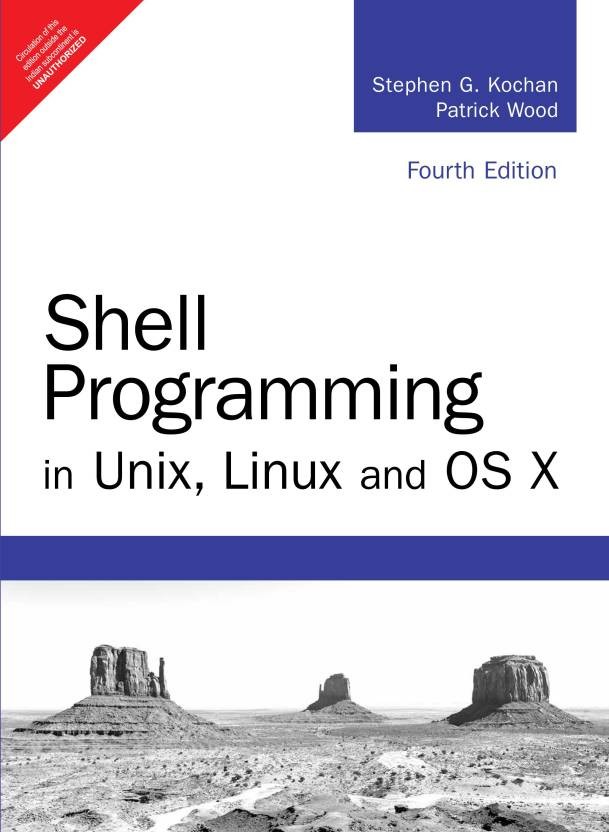 Circulation of this
edition outside the
Indian subcontinent is
UNAUTHORIZED
Stephen G. Kochan
Patrick Wood
Fourth Edition
Shell
Programming
in Unix, Linux and OS X